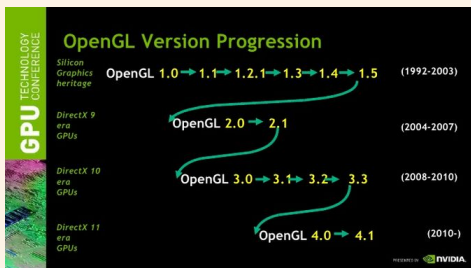 GPU TECHNOLOGY CONFERENCE
OpenGL Version Progression
Silicon Graphics heritage
OpenGL 1.0 → 1.1 → 1.2.1 → 1.3 → 1.4 → 1.5 (1992-2003)
DirectX 9 era GPUs
OpenGL 2.0 → 2.1 (2004-2007)
DirectX 10 era GPUs
OpenGL 3.0 → 3.1 → 3.2 → 3.3 (2008-2010)
DirectX 11 era GPUs
OpenGL 4.0 → 4.1 (2010-)
PRESENTED BY NVIDIA.